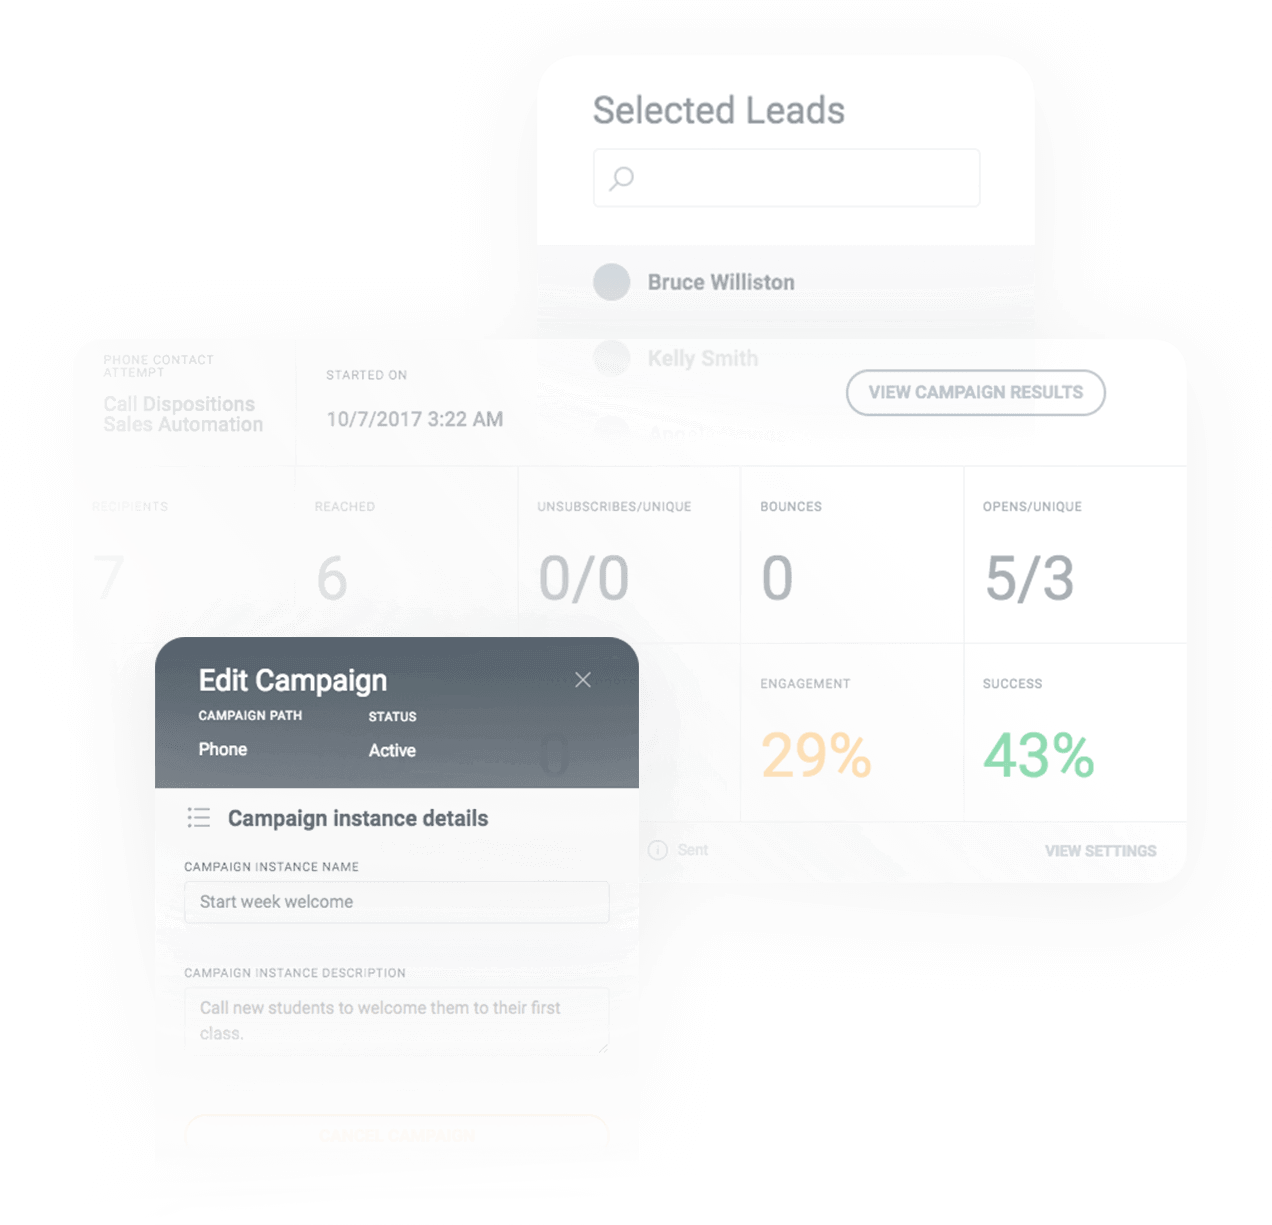 Selected Leads
Bruce Williston
Kelly Smith
PHONE CONTACT
ATTEMPT
Call Dispositions
Sales Automation
STARTED ON
10/7/2017 3:22 AM
VIEW CAMPAIGN RESULTS
RECIPIENTS
7
REACHED
6
UNSUBSCRIBES/UNIQUE
0/0
BOUNCES
0
OPENS/UNIQUE
5/3
0
ENGAGEMENT
29%
SUCCESS
43%
Sent
VIEW SETTINGS
Edit Campaign
CAMPAIGN PATH
Phone
STATUS
Active
Campaign instance details
CAMPAIGN INSTANCE NAME
Start week welcome
CAMPAIGN INSTANCE DESCRIPTION
Call new students to welcome them to their first
class.
CANCEL CAMPAIGN